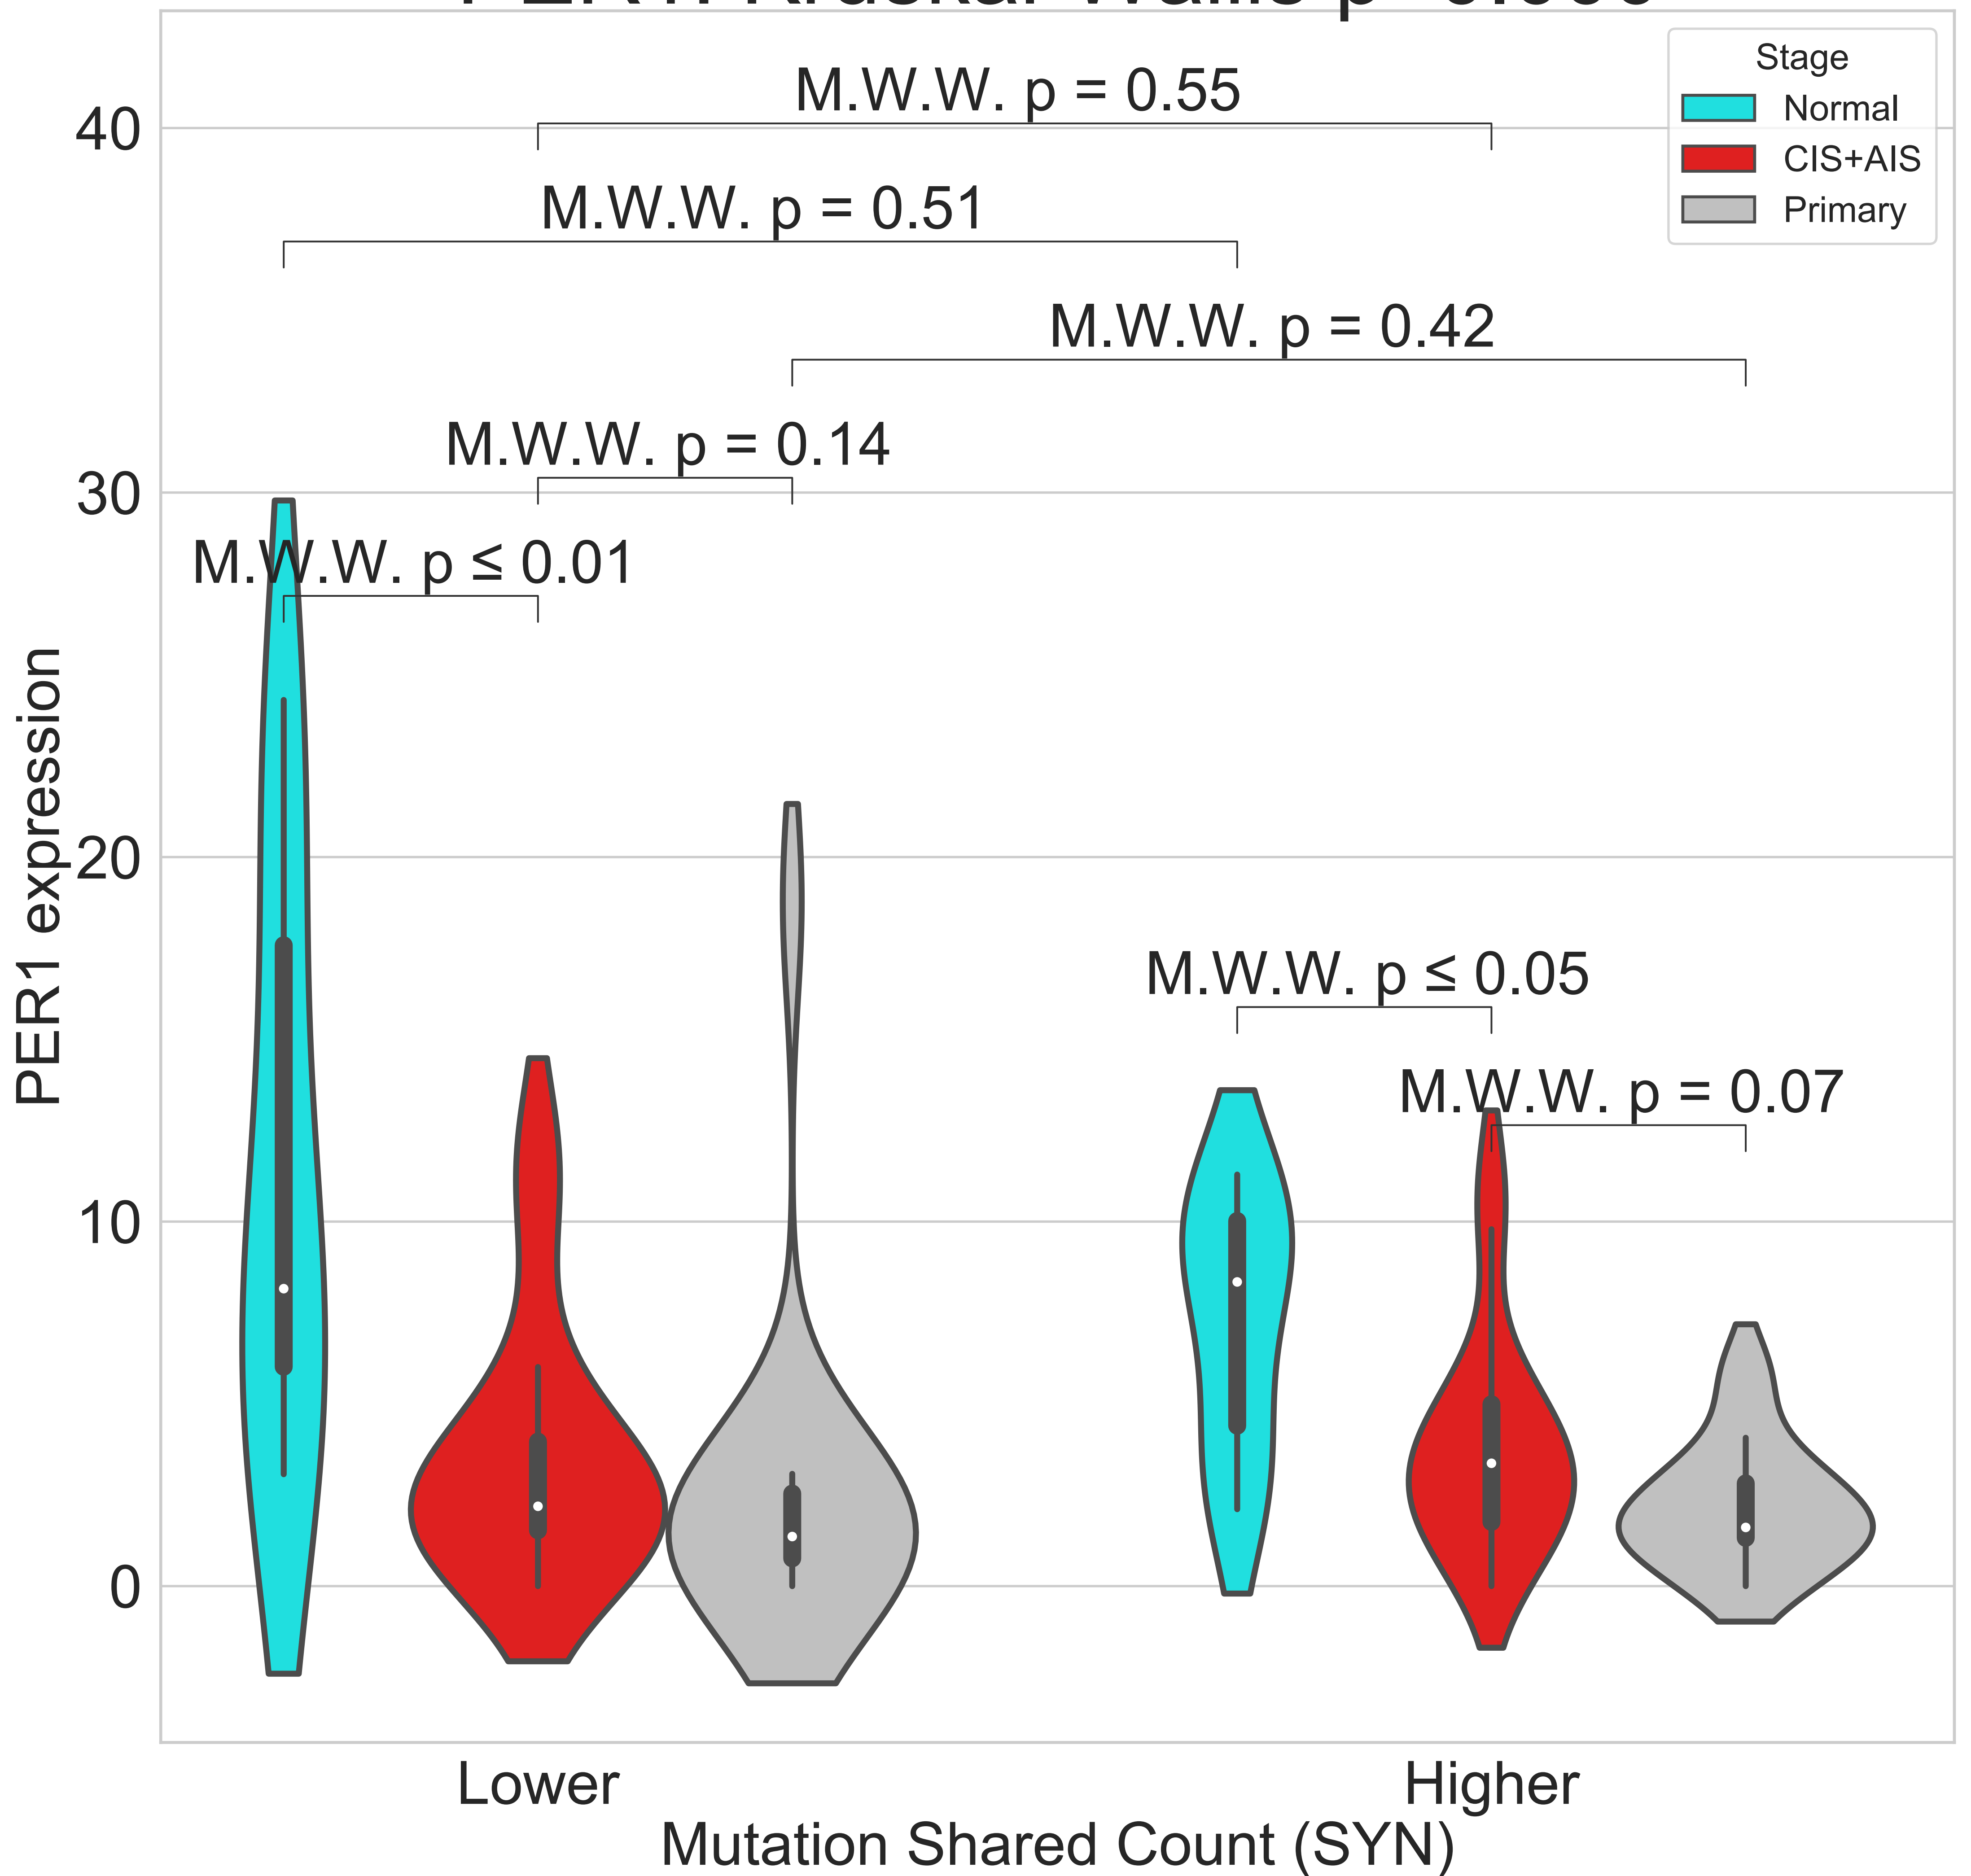 Stage
Normal
CIS+AIS
Primary
M.W.W. p = 0.55
M.W.W. p = 0.51
M.W.W. p = 0.42
M.W.W. p = 0.14
M.W.W. p ≤ 0.01
M.W.W. p ≤ 0.05
M.W.W. p = 0.07
40
30
20
10
0
PER1 expression
Lower
Higher
Mutation Shared Count (SYN)